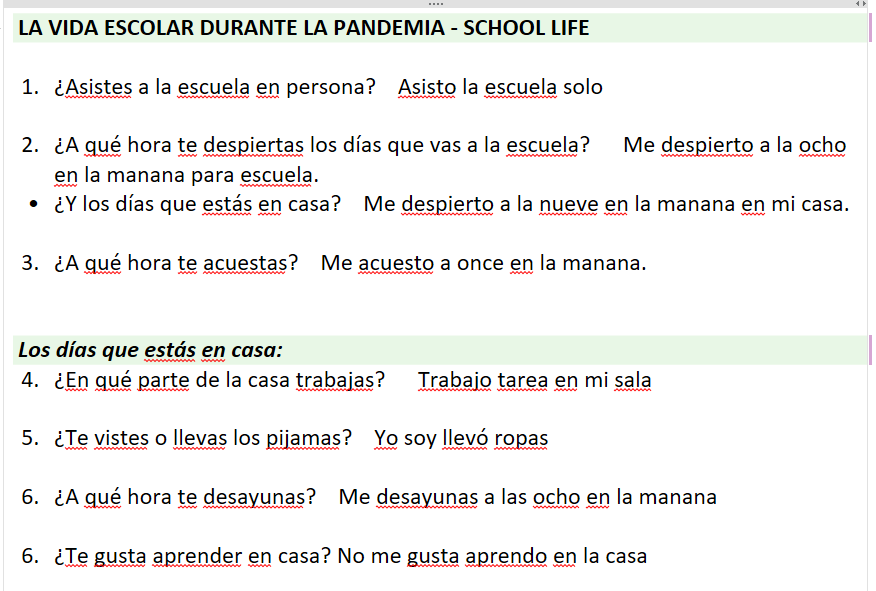 LA VIDA ESCOLAR DURANTE LA PANDEMIA - SCHOOL LIFE
1. ¿Asistes a la escuela en persona? Asisto la escuela solo
2. ¿A qué hora te despiertas los días que vas a la escuela? Me despierto a la ocho
en la manana para escuela.
• ¿Y los días que estás en casa? Me despierto a la nueve en la manana en mi casa.
3. ¿A qué hora te acuestas? Me acuesto a once en la manana.
Los días que estás en casa:
4. ¿En qué parte de la casa trabajas? Trabajo tarea en mi sala
5. ¿Te vistes o llevas los pijamas? Yo soy llevó ropas
6. ¿A qué hora te desayunas? Me desayunas a las ocho en la manana
6. ¿Te gusta aprender en casa? No me gusta aprendo en la casa